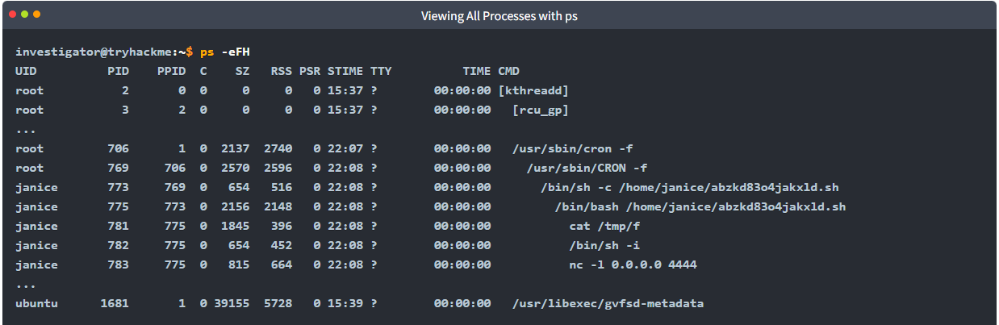 Viewing All Processes with ps
investigator@tryhackme:~$ ps -eFH
UID PID PPID C SZ RSS PSR STIME TTY TIME CMD
root 2 0 0 0 0 0 15:37 ? 00:00:00 [kthreadd]
root 3 2 0 0 0 0 15:37 ? 00:00:00 [rcu_gp]
...
root 706 1 0 2137 2740 0 22:07 ? 00:00:00 /usr/sbin/cron -f
root 769 706 0 2570 2596 0 22:08 ? 00:00:00 /usr/sbin/CRON -f
janice 773 769 0 654 516 0 22:08 ? 00:00:00 /bin/sh -c /home/janice/abzkd83o4jakxld.sh
janice 775 773 0 2156 2148 0 22:08 ? 00:00:00 /bin/bash /home/janice/abzkd83o4jakxld.sh
janice 781 775 0 1845 396 0 22:08 ? 00:00:00 cat /tmp/f
janice 782 775 0 654 452 0 22:08 ? 00:00:00 /bin/sh -i
janice 783 775 0 815 664 0 22:08 ? 00:00:00 nc -l 0.0.0.0 4444
...
ubuntu 1681 1 0 39155 5728 0 15:39 ? 00:00:00 /usr/libexec/gvfsd-metadata